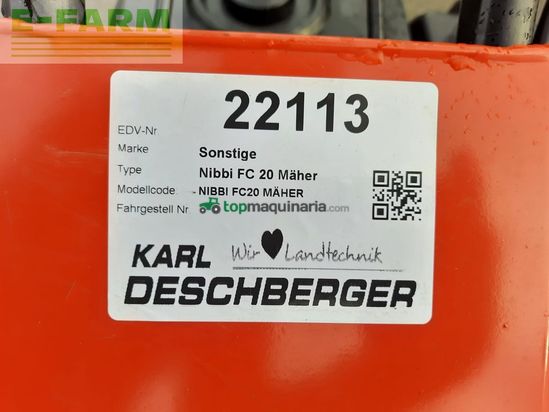 E-FARM
EDV-Nr 22113
Marke Sonstige
Type Nibbi FC 20 Mäher
Modellcode NIBBI FC20 MÄHER
Fahrgestell Nr
topmaquinaria.com
KARL Wir ♥ Landtechnik
DESCHBERGER